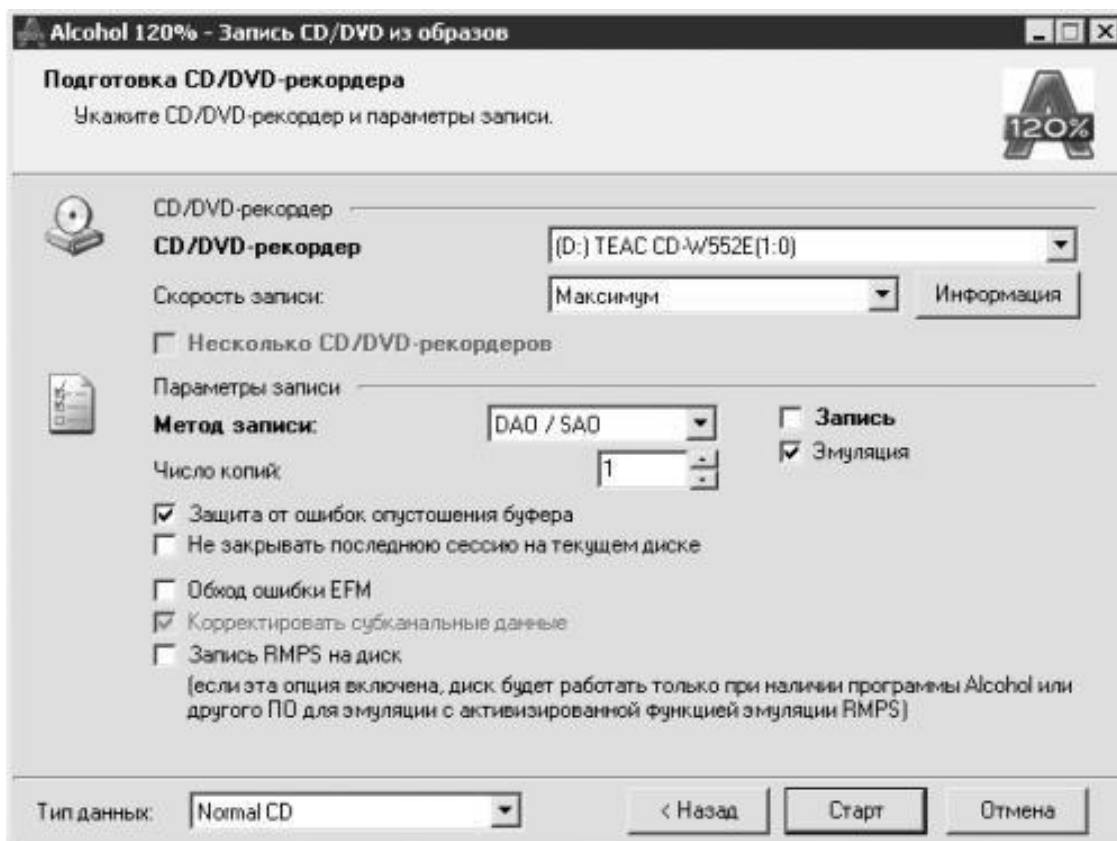 Alcohol 120% - Запись CD/DVD из образов
Подготовка CD/DVD-рекордера
Укажите CD/DVD-рекордер и параметры записи.
120%
CD/DVD-рекордер
CD/DVD-рекордер (D:) TEAC CD-W552E(1:0)
Скорость записи: Максимум Информация
Несколько CD/DVD-рекордеров
Параметры записи
Метод записи: DAO / SAO Запись
Число копий: 1 Эмуляция
Защита от ошибок опустошения буфера
Не закрывать последнюю сессию на текущем диске
Обход ошибки EFM
Корректировать субканальные данные
Запись RMPS на диск
(если эта опция включена, диск будет работать только при наличии программы Alcohol или
другого ПО для эмуляции с активизированной функцией эмуляции RMPS)
Тип данных: Normal CD < Назад Старт Отмена